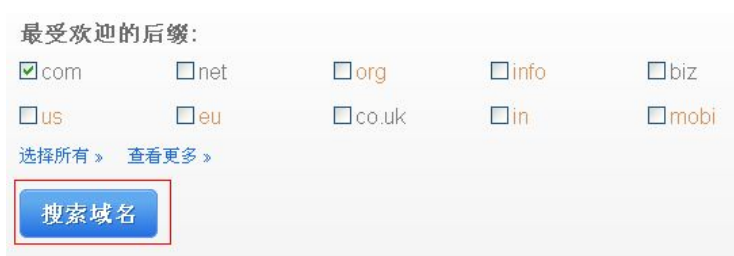 最受欢迎的后缀:
com net org info biz
us eu co.uk in mobi
选择所有 » 查看更多 »
搜索域名